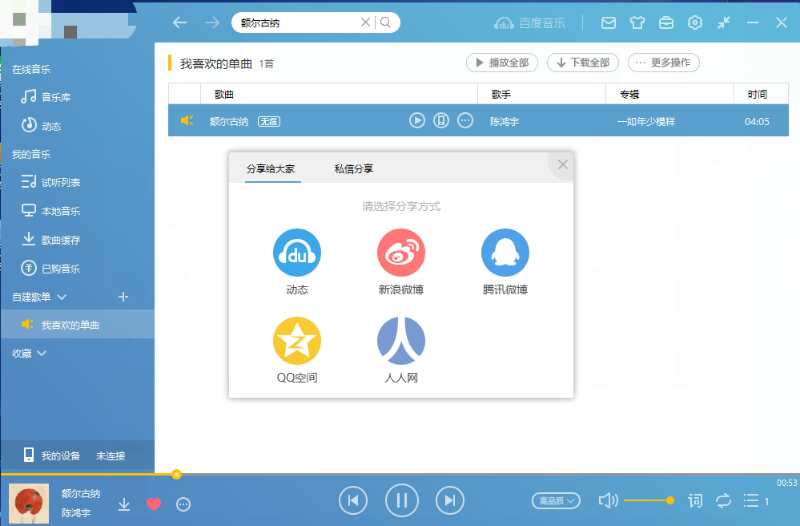 额尔古纳
百度音乐
在线音乐
音乐库
动态
我的音乐
试听列表
本地音乐
歌曲缓存
已购音乐
自建歌单
我喜欢的单曲
收藏
我的设备 未连接
我喜欢的单曲 1首
播放全部 下载全部 更多操作
歌曲 歌手 专辑 时间
额尔古纳 无损 陈鸿宇 一如年少模样 04:05
分享给大家 私信分享
请选择分享方式
du
动态 新浪微博 腾讯微博
QQ空间 人人网
00:53
额尔古纳
陈鸿宇
高品质
词
1